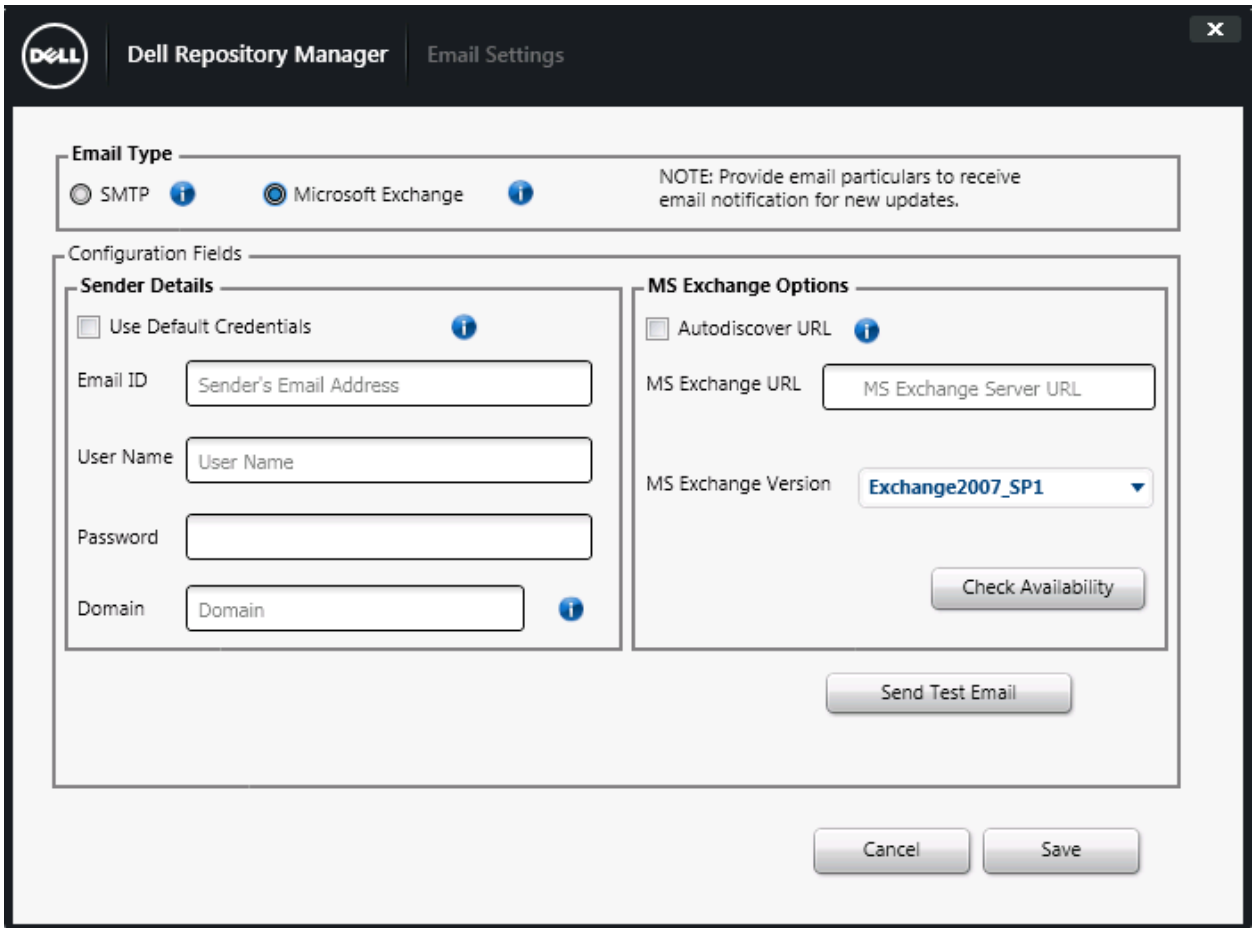 DELL
Dell Repository Manager
Email Settings
X
Email Type
SMTP
i
Microsoft Exchange
i
NOTE: Provide email particulars to receive
email notification for new updates.
Configuration Fields
Sender Details
Use Default Credentials
i
Email ID
Sender's Email Address
User Name
User Name
Password
Domain
Domain
i
MS Exchange Options
Autodiscover URL
i
MS Exchange URL
MS Exchange Server URL
MS Exchange Version
Exchange2007_SP1
Check Availability
Send Test Email
Cancel
Save